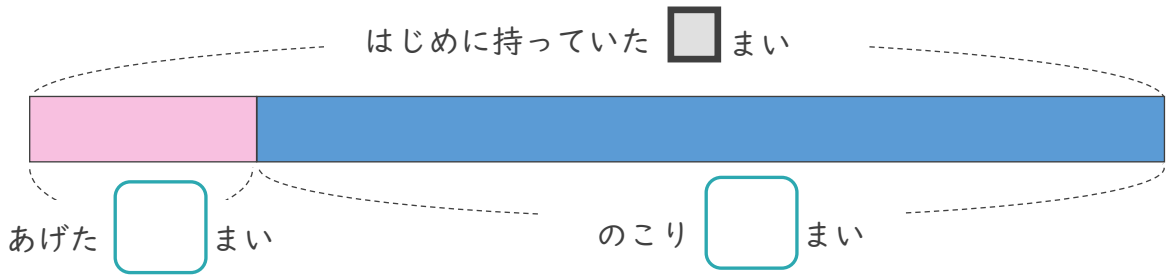 はじめに持っていた □ まい
あげた □ まい
のこり □ まい